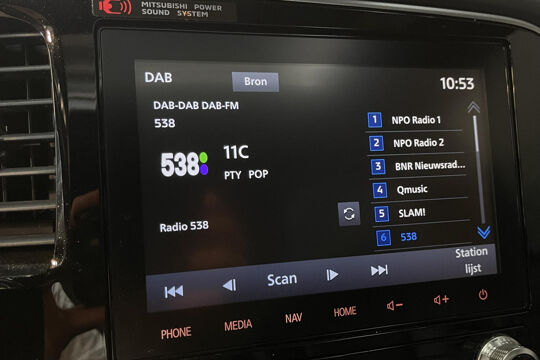 MITSUBISHI POWER
SOUND SYSTEM
DAB
Bron
10:53
DAB-DAB DAB-FM
538
538
11C
PTY POP
Radio 538
1 NPO Radio 1
2 NPO Radio 2
3 BNR Nieuwsrad...
4 Qmusic
5 SLAM!
6 538
Scan
Station
lijst
PHONE
MEDIA
NAV
HOME